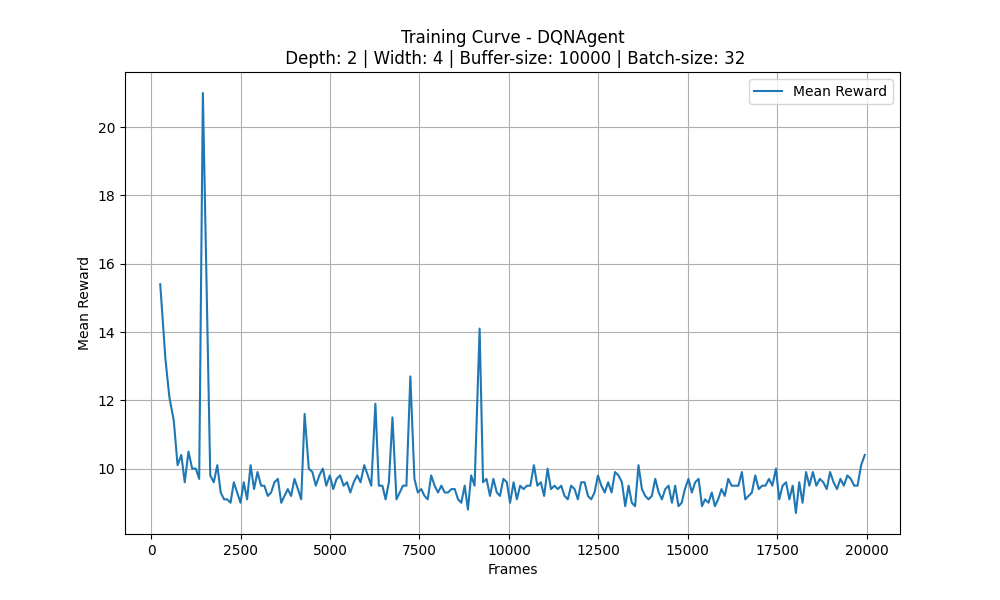 Training Curve - DQNAgent
Depth: 2 | Width: 4 | Buffer-size: 10000 | Batch-size: 32
Mean Reward
20
18
16
14
12
10
Mean Reward
0 2500 5000 7500 10000 12500 15000 17500 20000
Frames